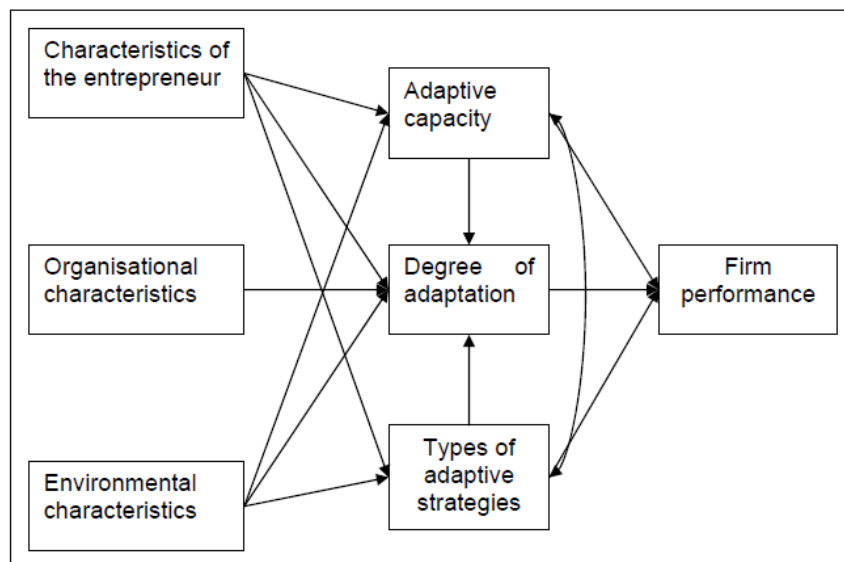 Characteristics of
the entrepreneur
Adaptive
capacity
Organisational
characteristics
Degree of
adaptation
Firm
performance
Environmental
characteristics
Types of
adaptive
strategies